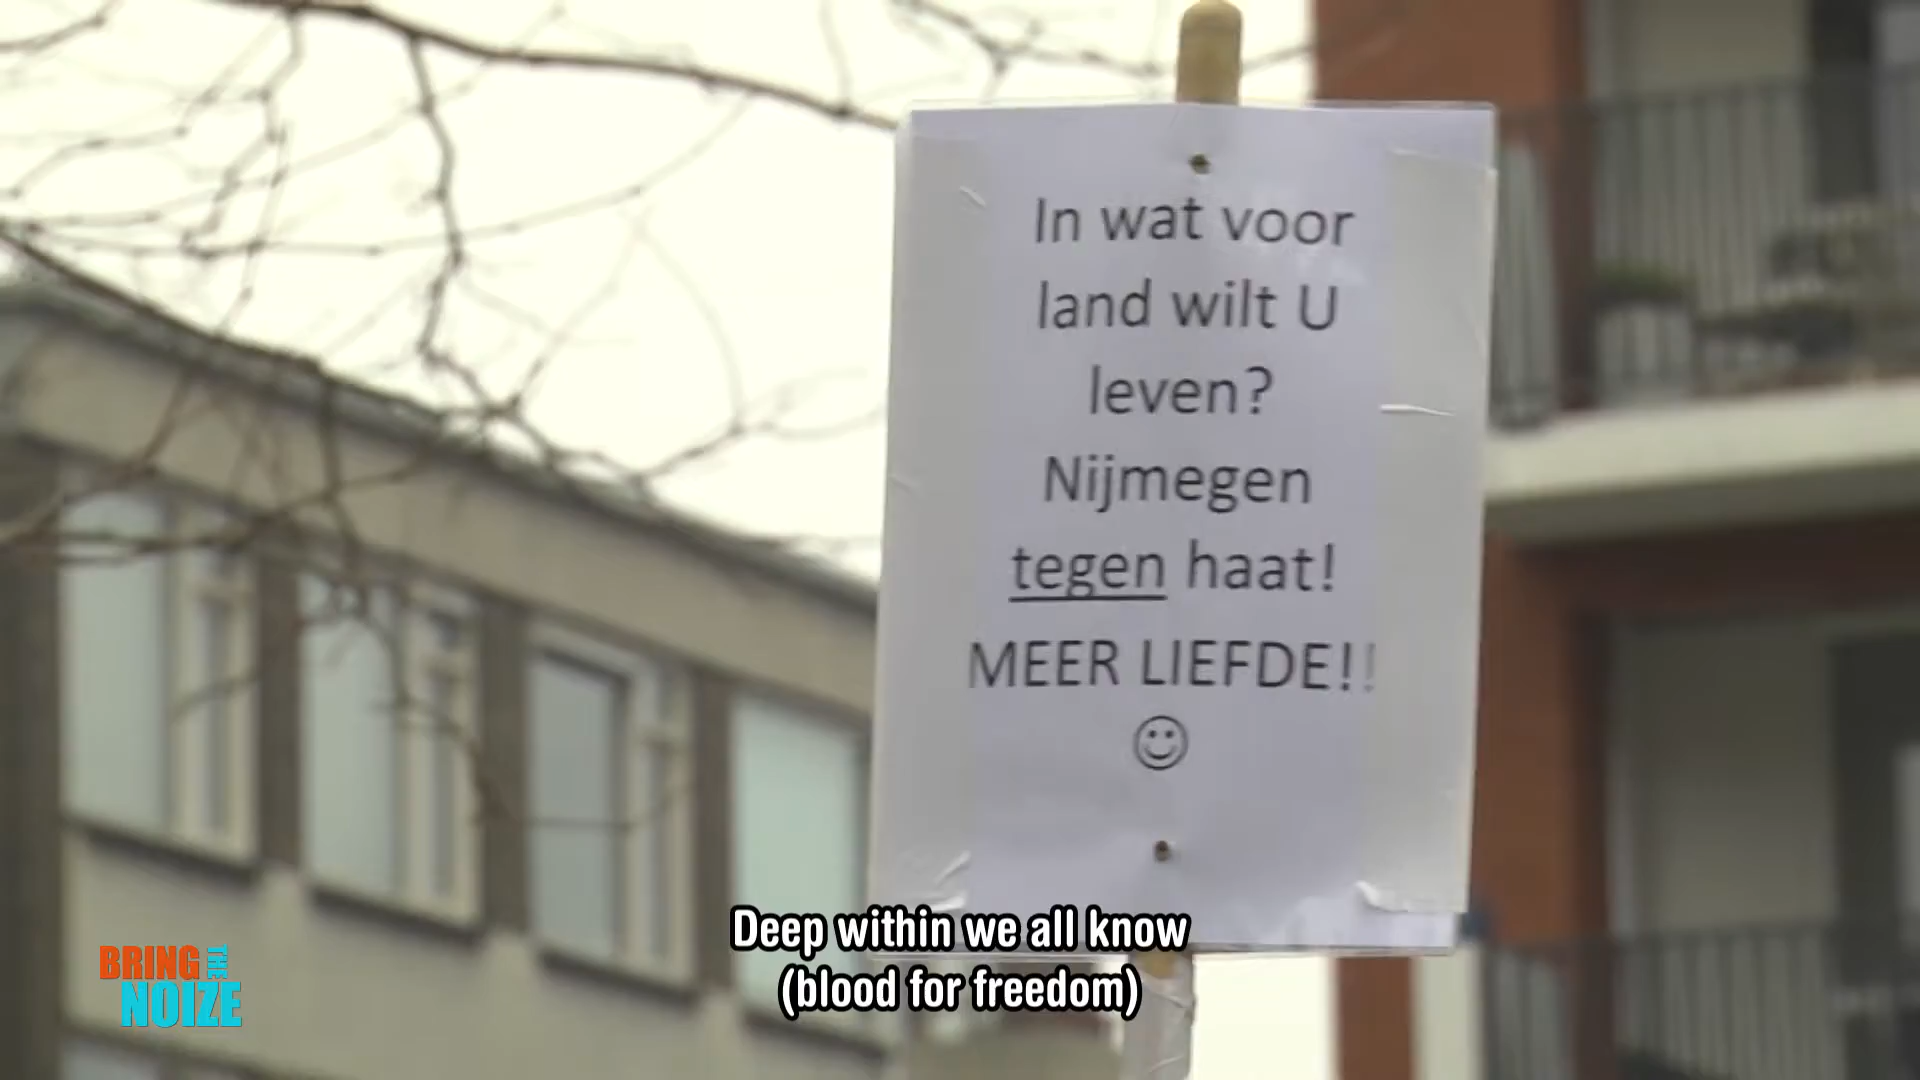 In wat voor
land wilt U
leven?
Nijmegen
tegen haat!
MEER LIEFDE!!
☺
Deep within we all know
(blood for freedom)
BRING THE
NOIZE